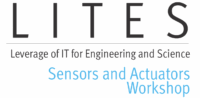 LITES
Leverage of IT for Engineering and Science
Sensors and Actuators
Workshop